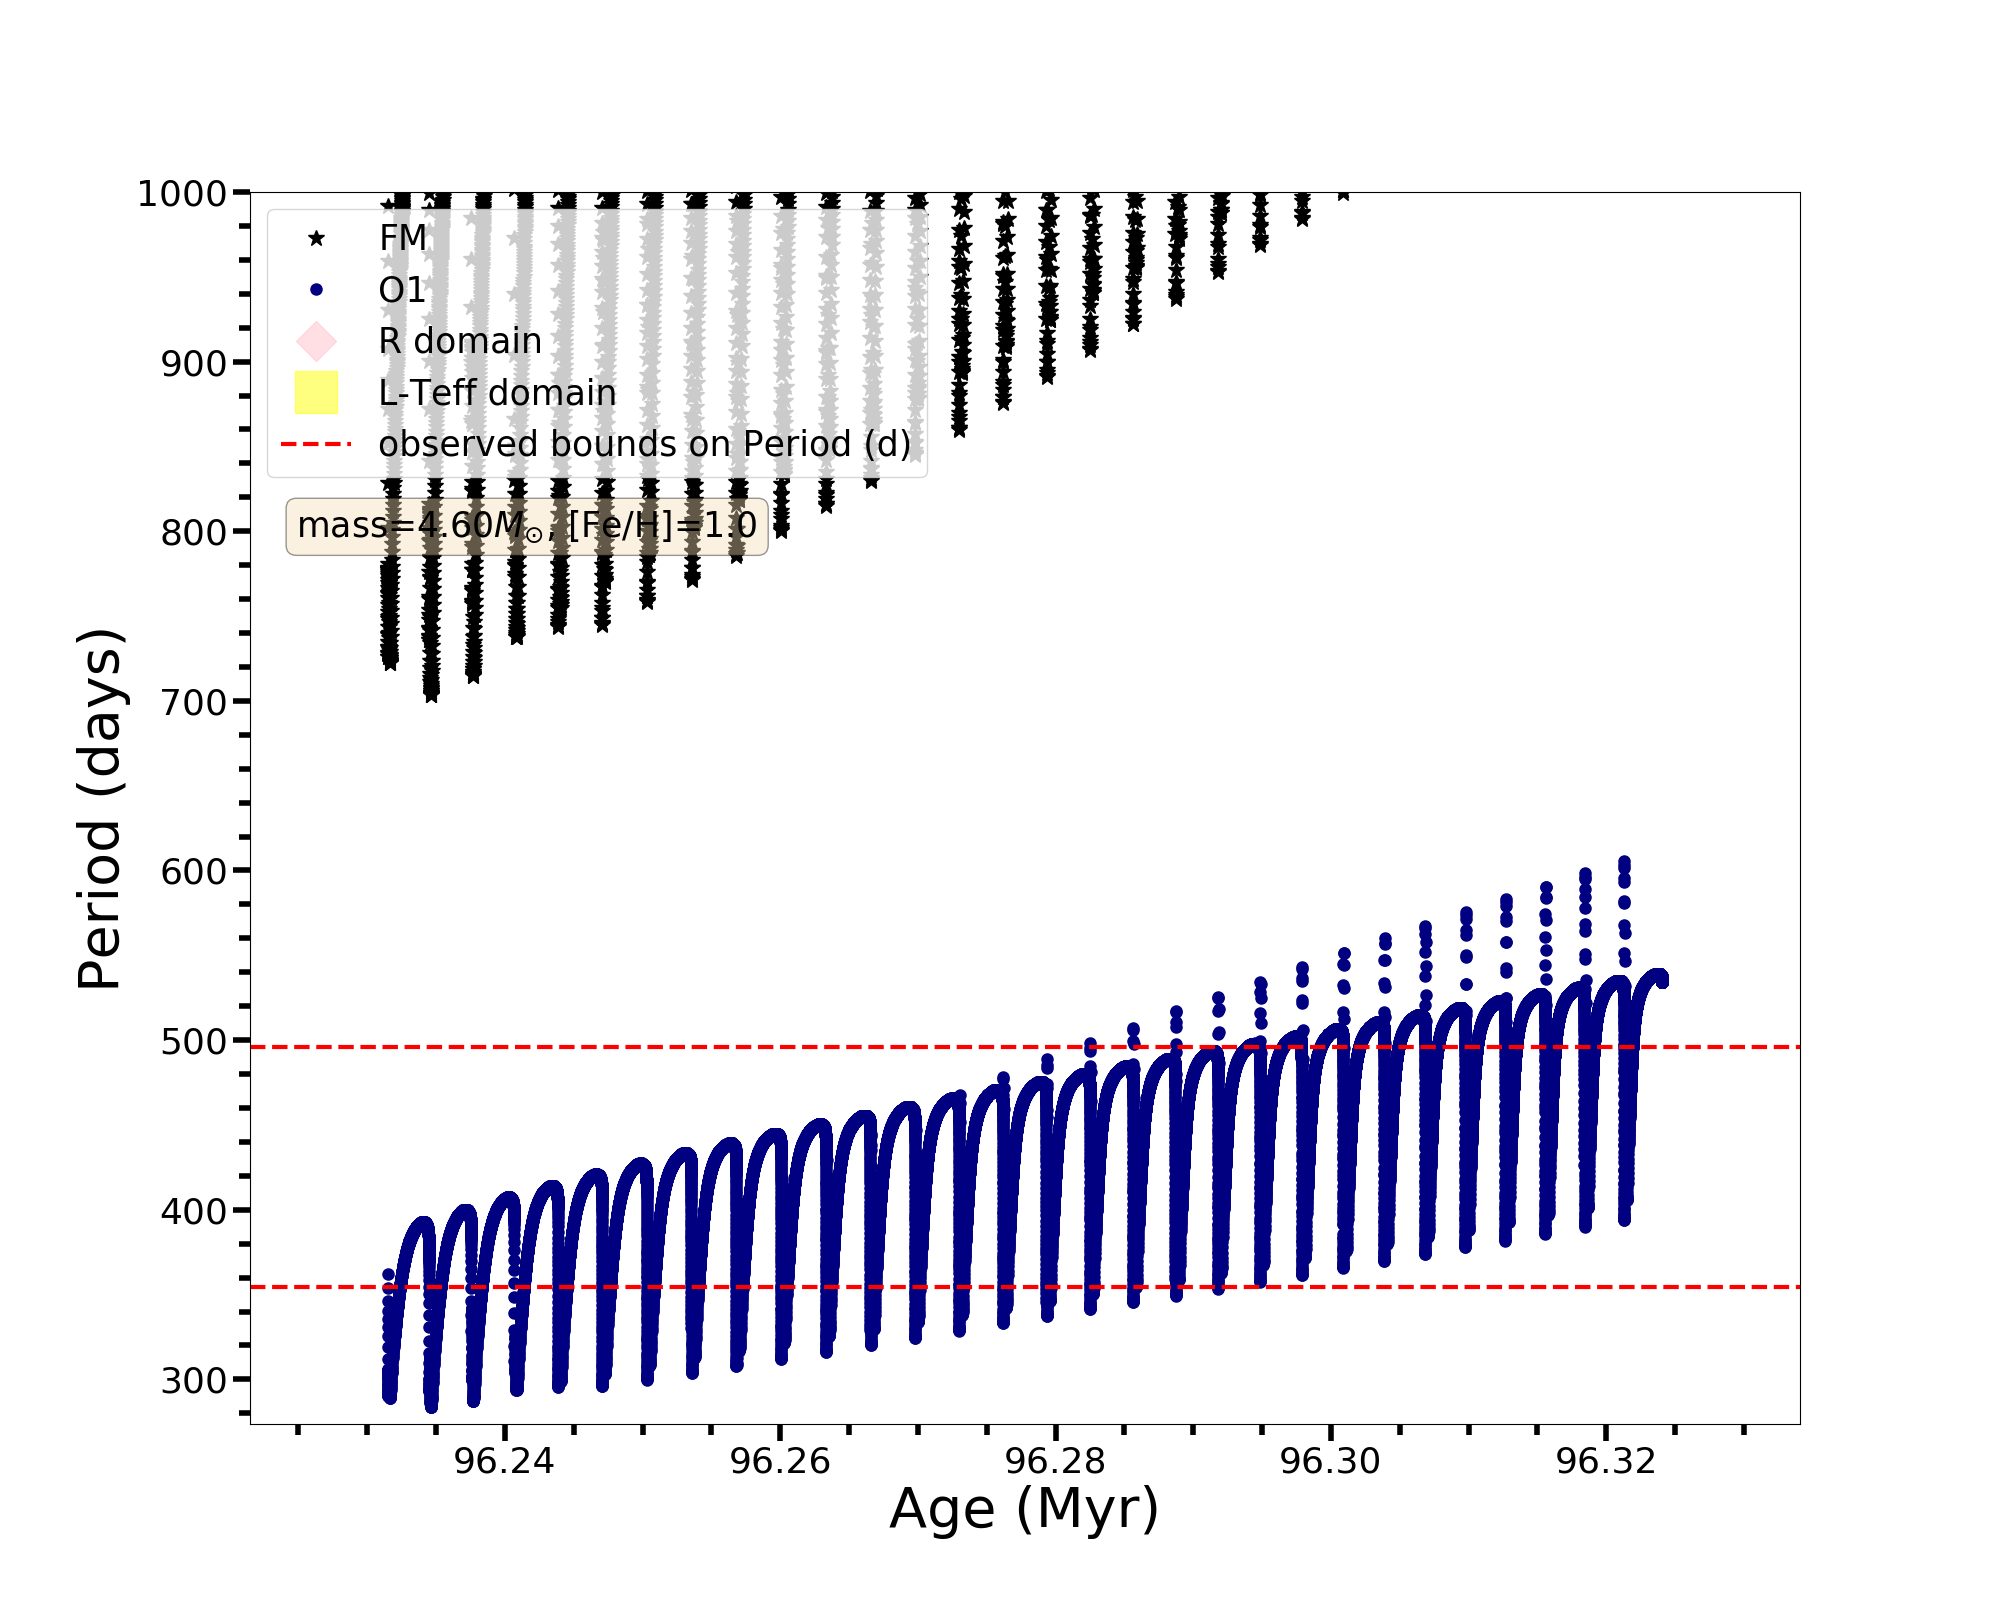 1000
900
800
700
600
500
400
300
Period (days)
FM
O1
R domain
L-Teff domain
observed bounds on Period (d)
mass=4.60M⊙, [Fe/H]=1.0
96.24 96.26 96.28 96.30 96.32
Age (Myr)